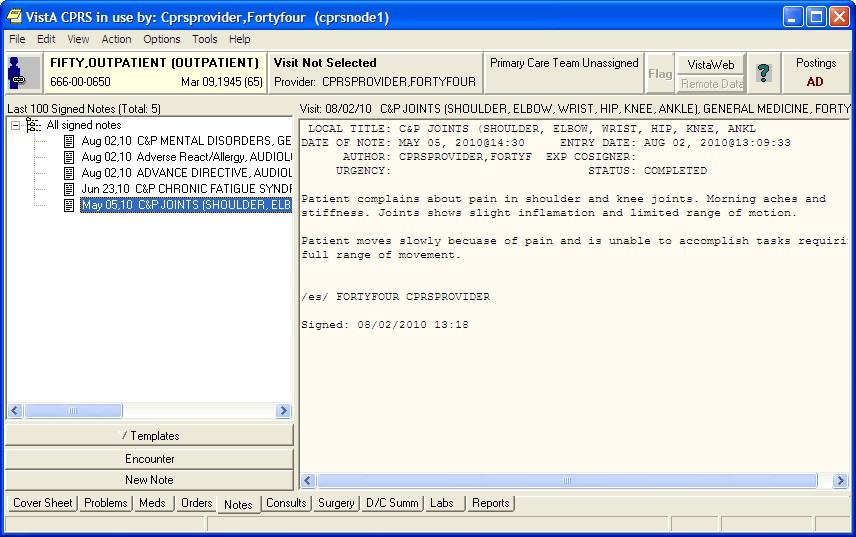 VistA CPRS in use by: Cprsprovider,Fortyfour (cprsnode1)
File Edit View Action Options Tools Help
FIFTY,OUTPATIENT (OUTPATIENT)
666-00-0650 Mar 09,1945 (65)
Visit Not Selected
Provider: CPRSPROVIDER,FORTYFOUR
Primary Care Team Unassigned
Flag
VistaWeb
Remote Data
?
Postings
AD
Last 100 Signed Notes (Total: 5)
All signed notes
Aug 02,10 C&P MENTAL DISORDERS, GE
Aug 02,10 Adverse React/Allergy, AUDIOL
Aug 02,10 ADVANCE DIRECTIVE, AUDIOL
Jun 23,10 C&P CHRONIC FATIGUE SYNDR
May 05,10 C&P JOINTS (SHOULDER, ELB
Templates
Encounter
New Note
Visit: 08/02/10 C&P JOINTS (SHOULDER, ELBOW, WRIST, HIP, KNEE, ANKLE), GENERAL MEDICINE, FORTY
LOCAL TITLE: C&P JOINTS (SHOULDER, ELBOW, WRIST, HIP, KNEE, ANKL
DATE OF NOTE: MAY 05, 2010@14:30 ENTRY DATE: AUG 02, 2010@13:09:33
AUTHOR: CPRSPROVIDER,FORTYF EXP COSIGNER:
URGENCY: STATUS: COMPLETED
Patient complains about pain in shoulder and knee joints. Morning aches and
stiffness. Joints shows slight inflamation and limited range of motion.
Patient moves slowly becuase of pain and is unable to accomplish tasks requiri
full range of movement.
/es/ FORTYFOUR CPRSPROVIDER
Signed: 08/02/2010 13:18
Cover Sheet Problems Meds Orders Notes Consults Surgery D/C Summ Labs Reports